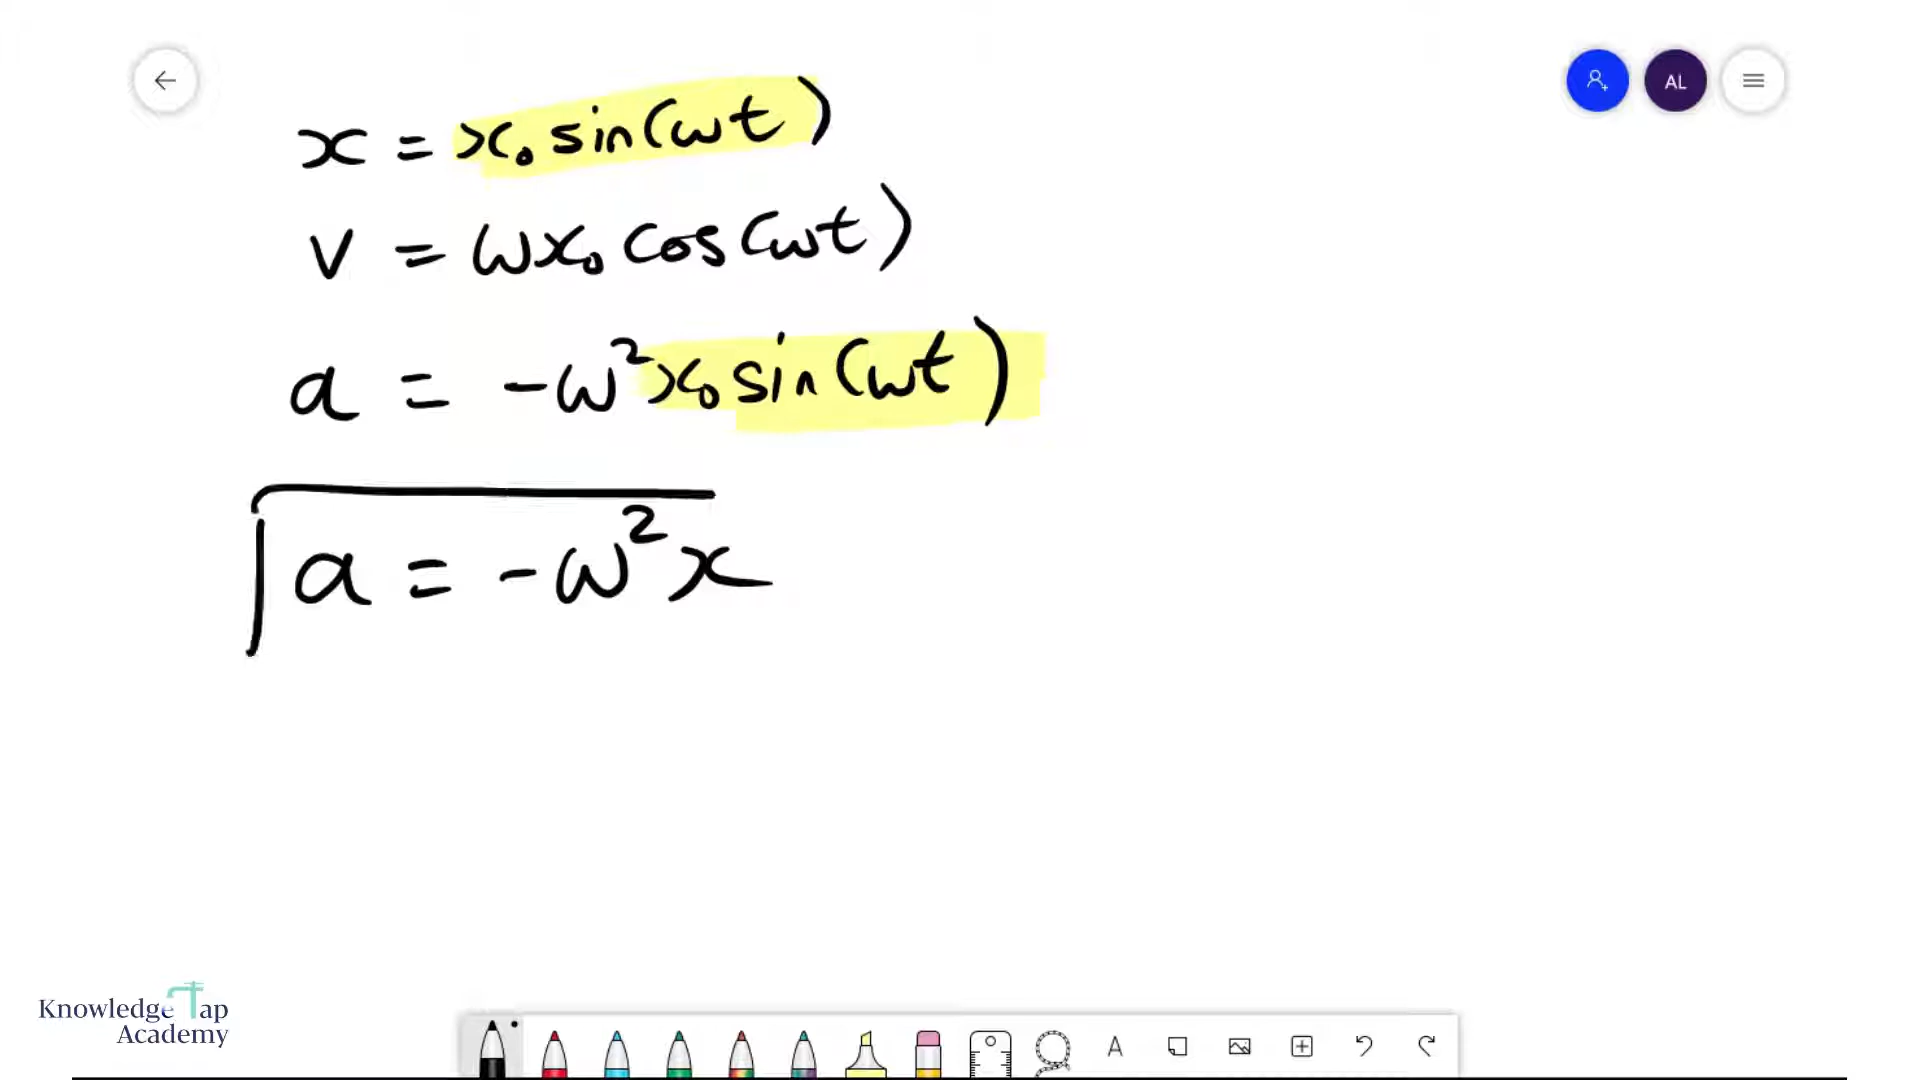 AL
x = x₀ sin(ωt)
v = ωx₀ cos(ωt)
a = -ω²x₀ sin(ωt)
a = -ω²x
Knowledge Tap
Academy
A